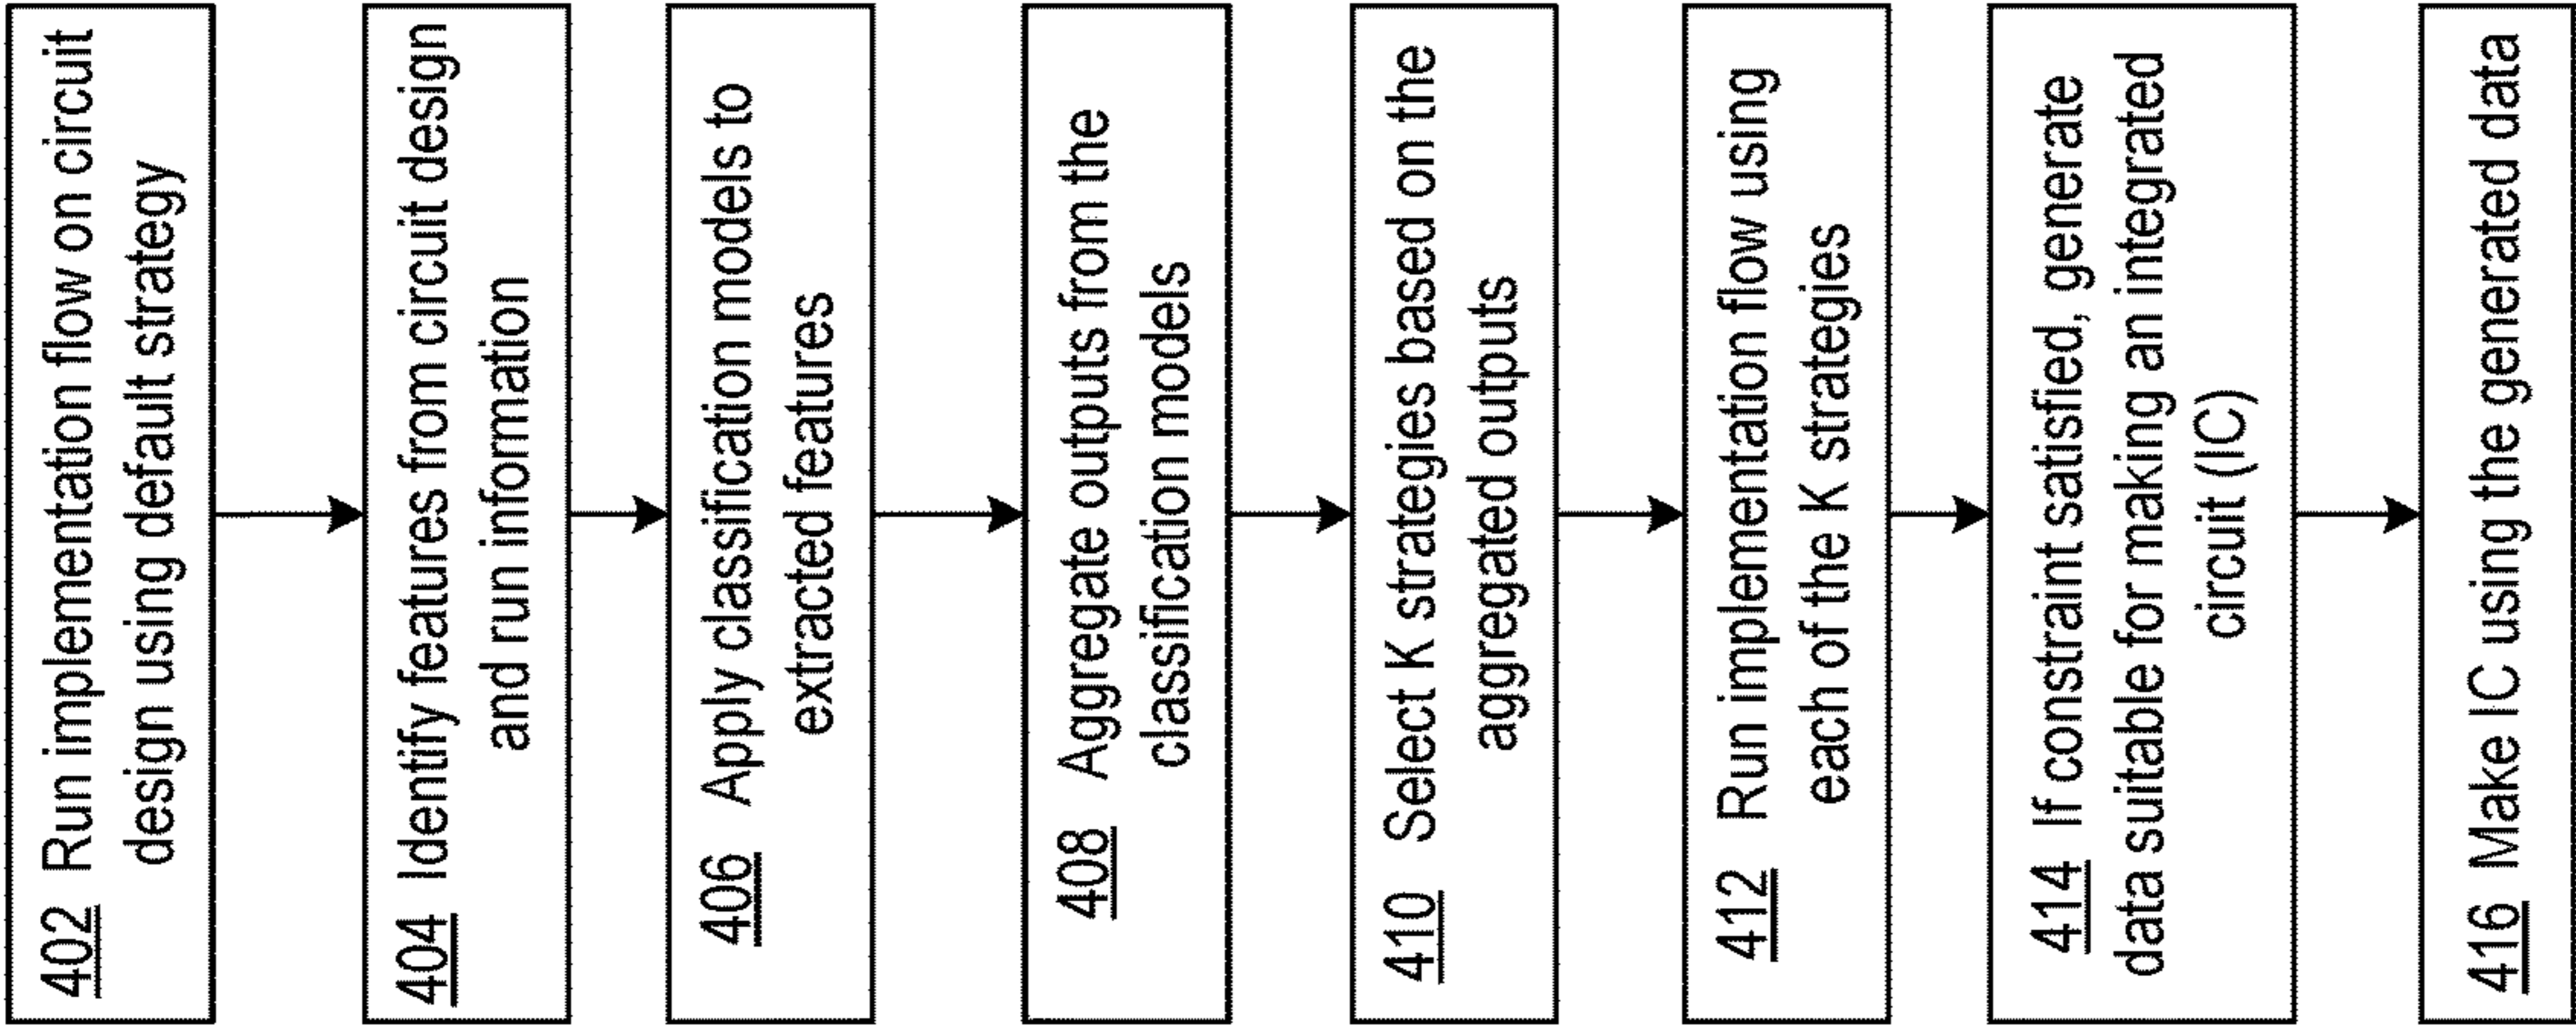 402 Run implementation flow on circuit
design using default strategy
404 Identify features from circuit design
and run information
406 Apply classification models to
extracted features
408 Aggregate outputs from the
classification models
410 Select K strategies based on the
aggregated outputs
412 Run implementation flow using
each of the K strategies
414 If constraint satisfied, generate
data suitable for making an integrated
circuit (IC)
416 Make IC using the generated data